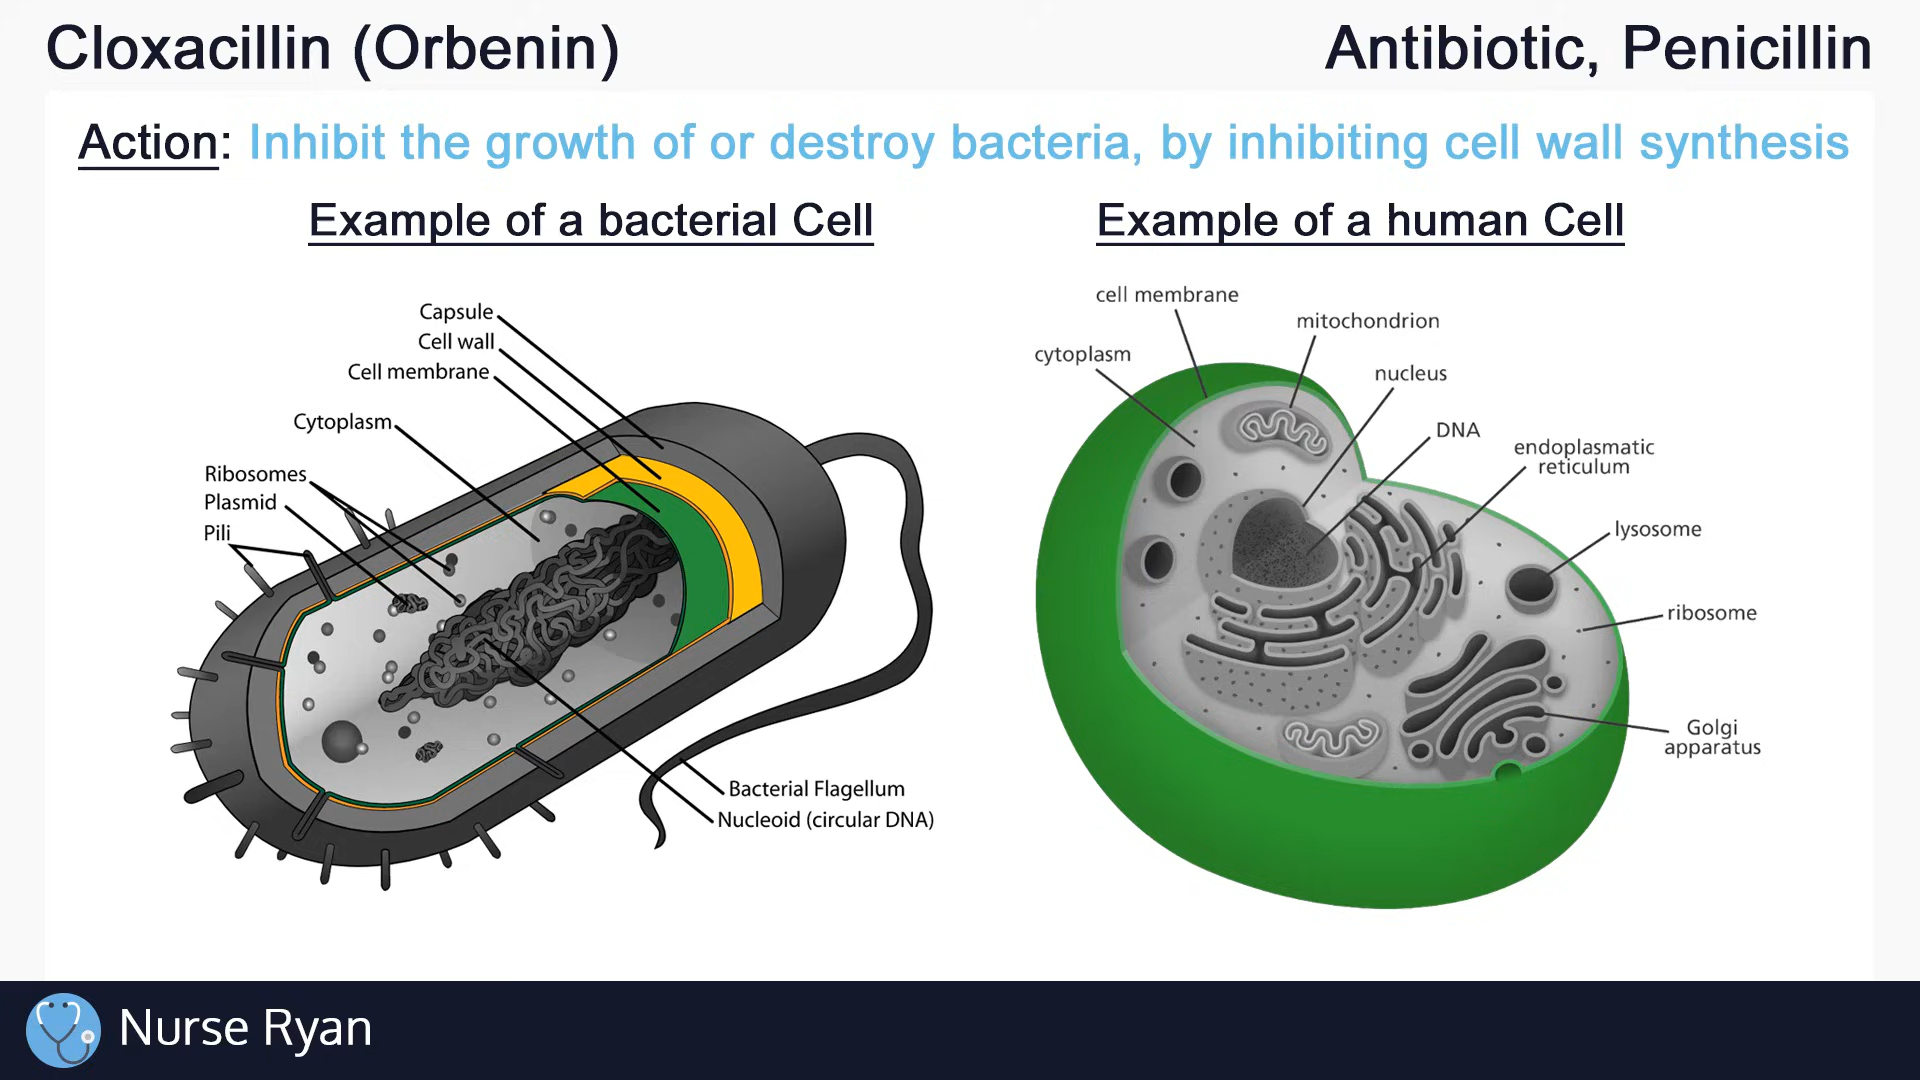 Cloxacillin (Orbenin)
Antibiotic, Penicillin
Action: Inhibit the growth of or destroy bacteria, by inhibiting cell wall synthesis
Example of a bacterial Cell
Capsule
Cell wall
Cell membrane
Cytoplasm
Ribosomes
Plasmid
Pili
Bacterial Flagellum
Nucleoid (circular DNA)
Example of a human Cell
cell membrane
mitochondrion
cytoplasm
nucleus
DNA
endoplasmatic
reticulum
lysosome
ribosome
Golgi
apparatus
Nurse Ryan